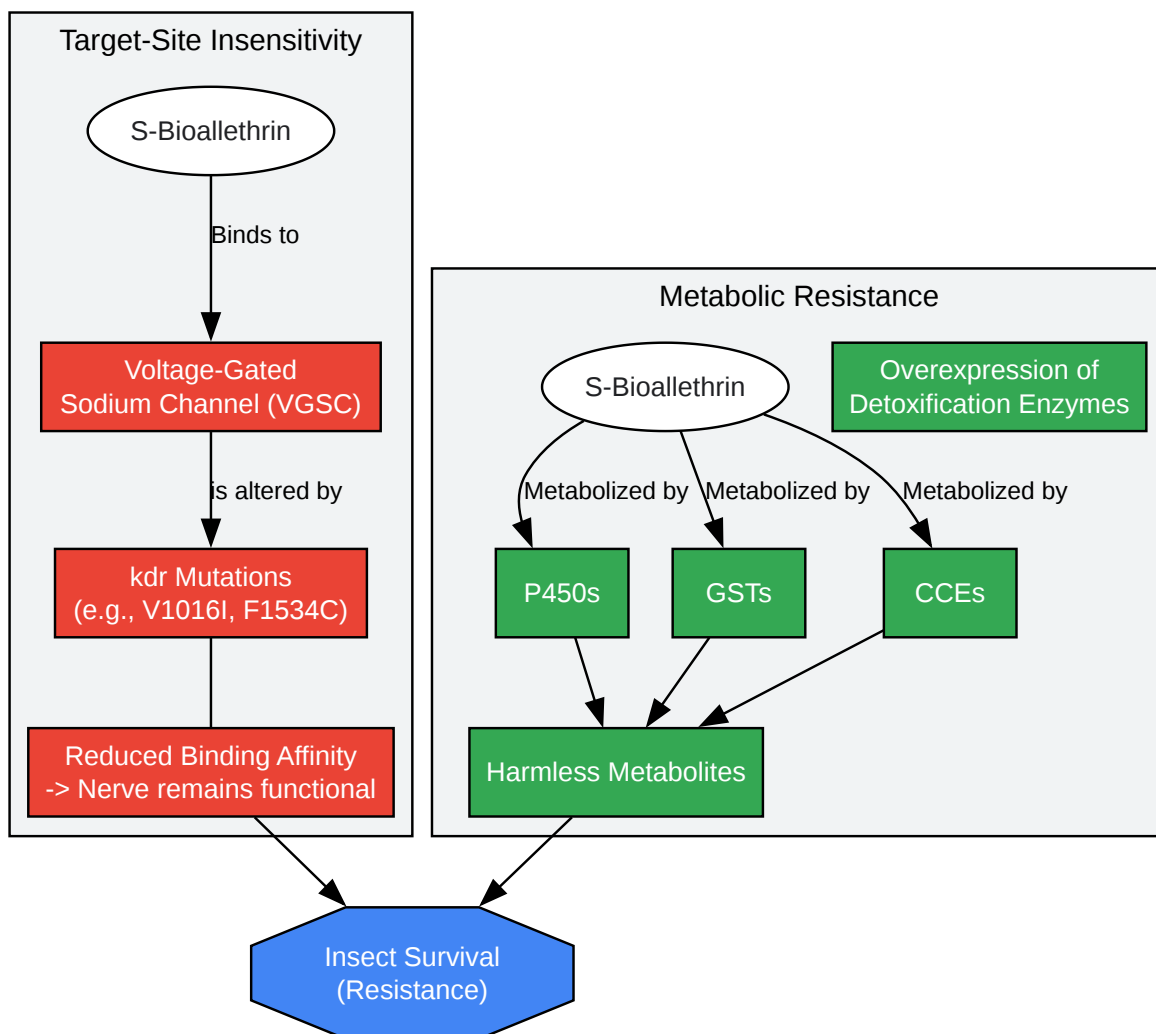 Target-Site Insensitivity
S-Bioallethrin
Binds to
Voltage-Gated
Sodium Channel (VGSC)
is altered by
kdr Mutations
(e.g., V1016I, F1534C)
Reduced Binding Affinity
-> Nerve remains functional
Metabolic Resistance
S-Bioallethrin
Overexpression of
Detoxification Enzymes
Metabolized by
Metabolized by
Metabolized by
P450s
GSTs
CCEs
Harmless Metabolites
Insect Survival
(Resistance)